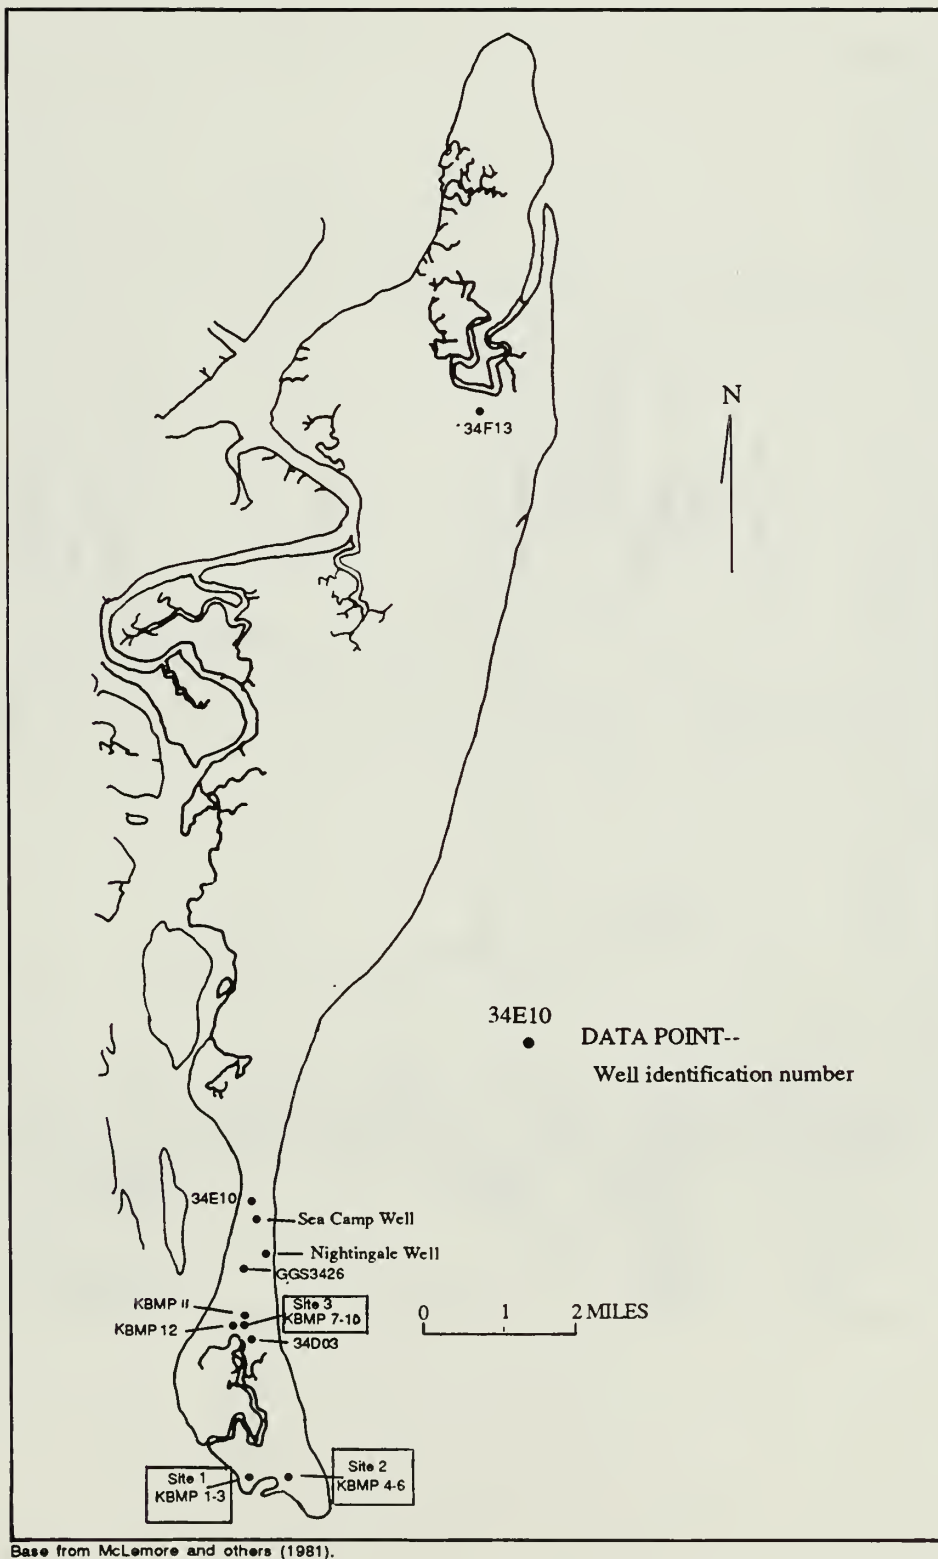 34F13
N
34E10
DATA POINT--
Well identification number
34E10
Sea Camp Well
Nightingale Well
GGS3426
KBMP 11
Site 3
KBMP 7-10
KBMP 12
34D03
0 1 2 MILES
Site 1
KBMP 1-3
Site 2
KBMP 4-6
Base from McLemore and others (1981).